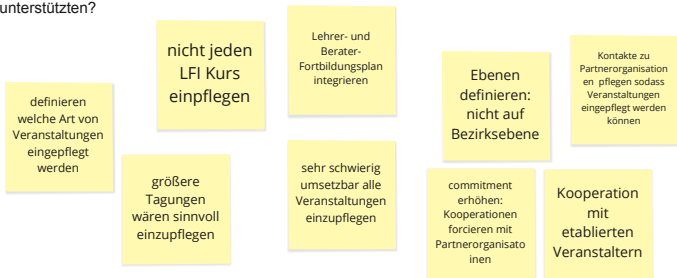 unterstützten?
nicht jeden
LFI Kurs
einpflegen
Lehrer- und
Berater-
Fortbildungsplan
integrieren
Ebenen
definieren:
nicht auf
Bezirksebene
Kontakte zu
Partnerorganisation
en pflegen sodass
Veranstaltungen
eingepflegt werden
können
definieren
welche Art von
Veranstaltungen
eingepflegt
werden
größere
Tagungen
wären sinnvoll
einzupflegen
sehr schwierig
umsetzbar alle
Veranstaltungen
einzupflegen
commitment
erhöhen:
Kooperationen
forcieren mit
Partnerorganisato
inen
Kooperation
mit
etablierten
Veranstaltern